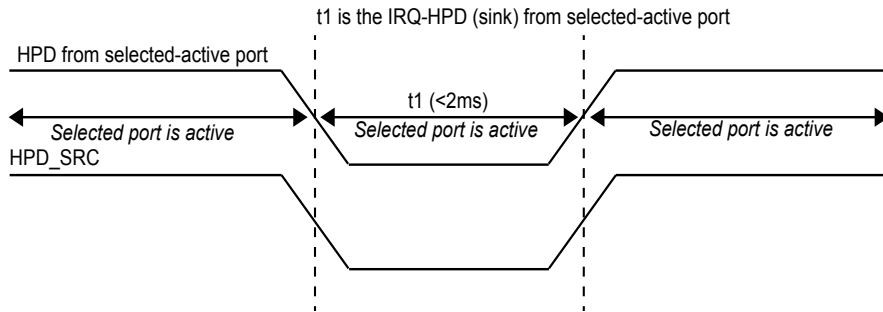 t1 is the IRQ-HPD (sink) from selected-active port
HPD from selected-active port
t1 (<2ms)
Selected port is active
Selected port is active
Selected port is active
HPD_SRC